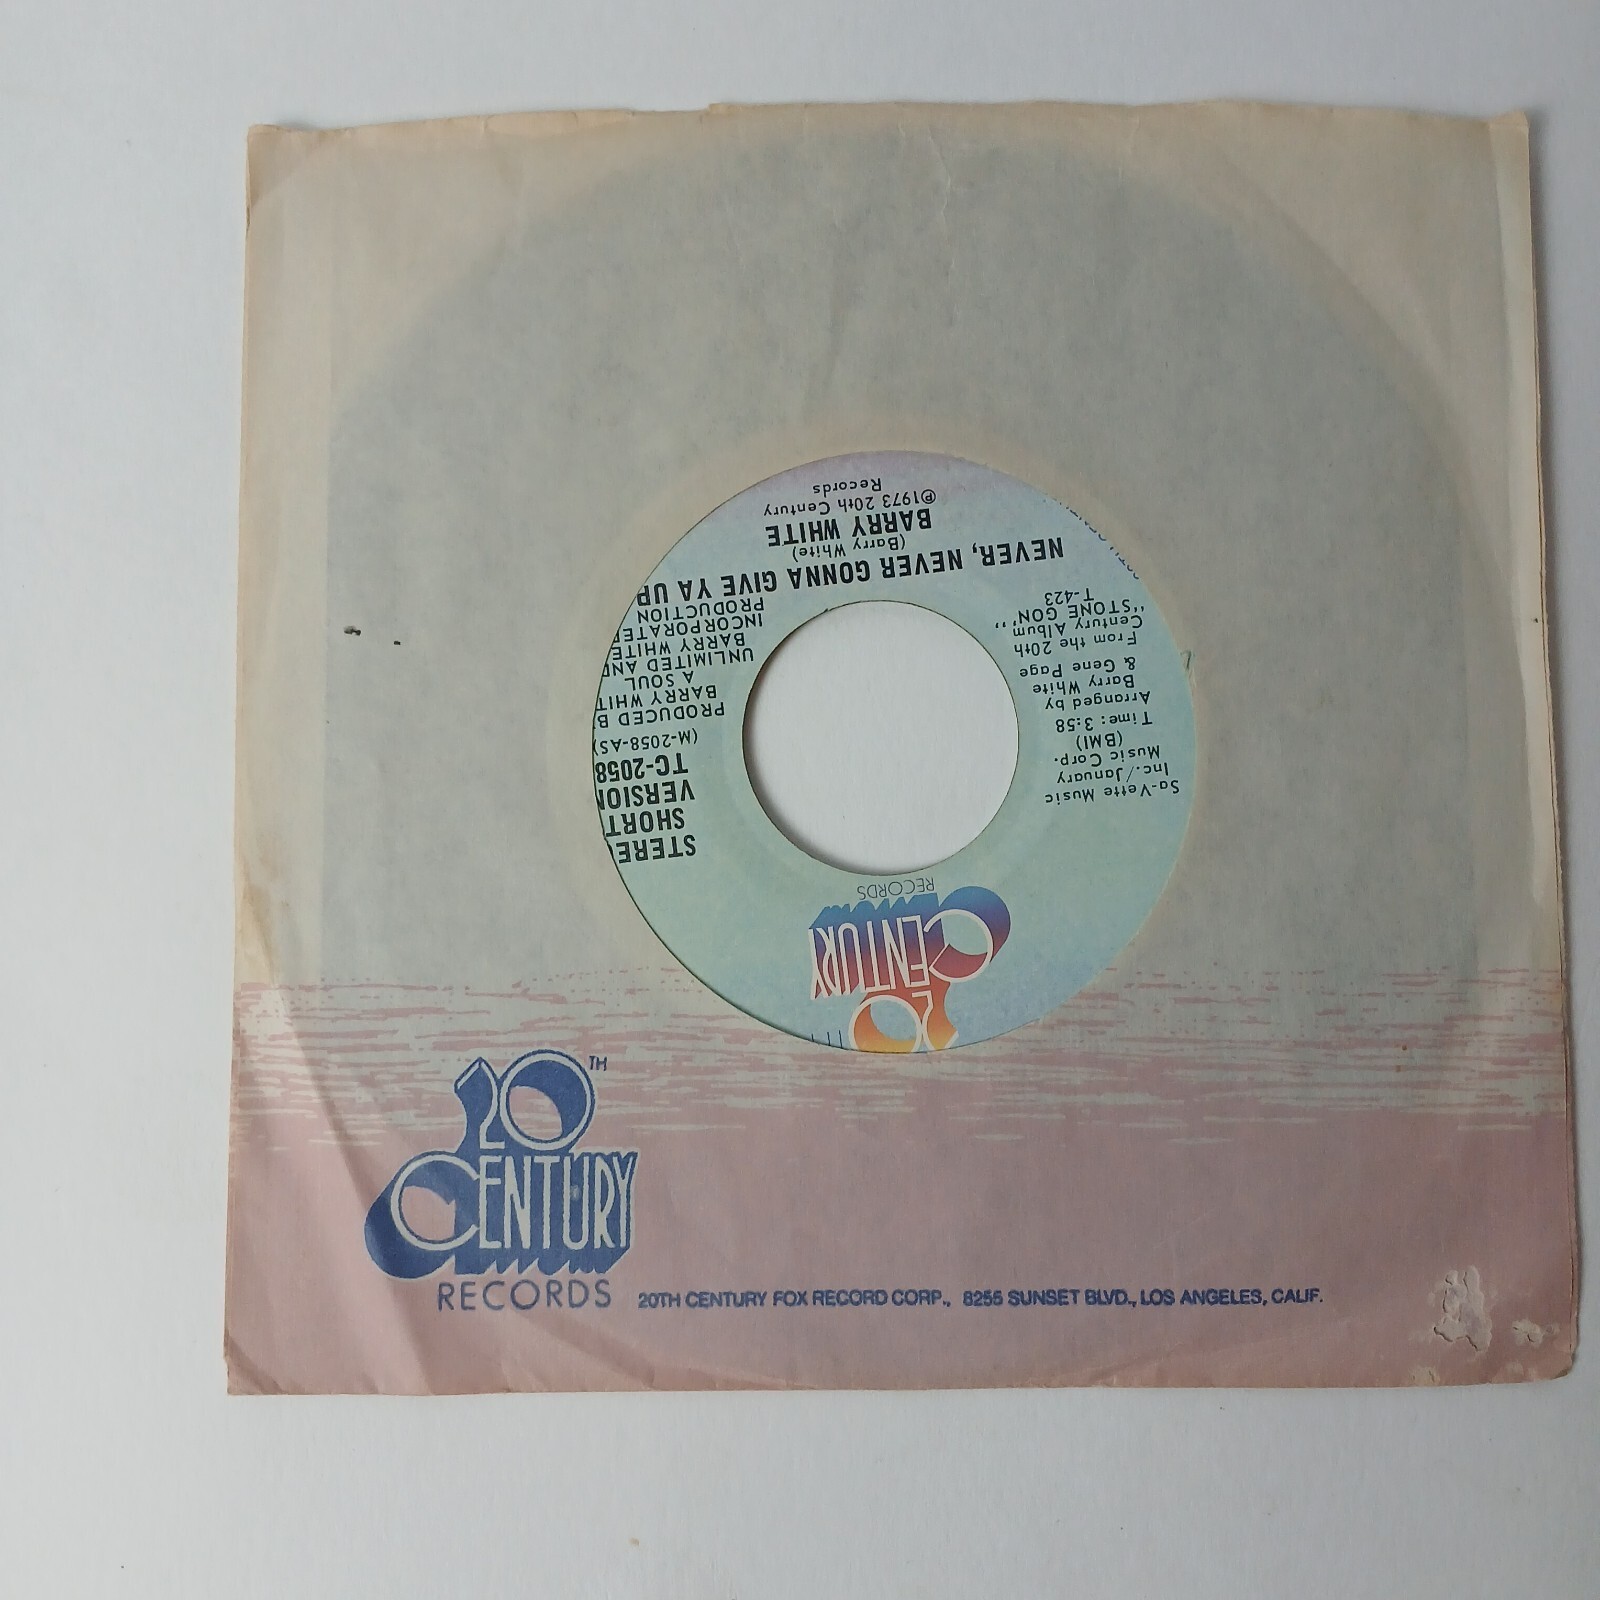 20TH
CENTURY
RECORDS
STEREO
SHORT
VERSION
TC-2058
(M-2058-AS)
PRODUCED B
BARRY WHIT
A SOUL
UNLIMITED AND
BARRY WHITE
INCORPORATED
PRODUCTION
Sa-Vette Music
Inc./January
Music Corp.
(BMI)
Time: 3:58
Arranged by
Barry White
& Gene Page
From the 20th
Century Album
"STONE GON'"
T-423
NEVER, NEVER GONNA GIVE YA UP
(Barry White)
BARRY WHITE
℗1973 20th Century
Records
20TH
CENTURY
RECORDS 20TH CENTURY FOX RECORD CORP., 8255 SUNSET BLVD., LOS ANGELES, CALIF.